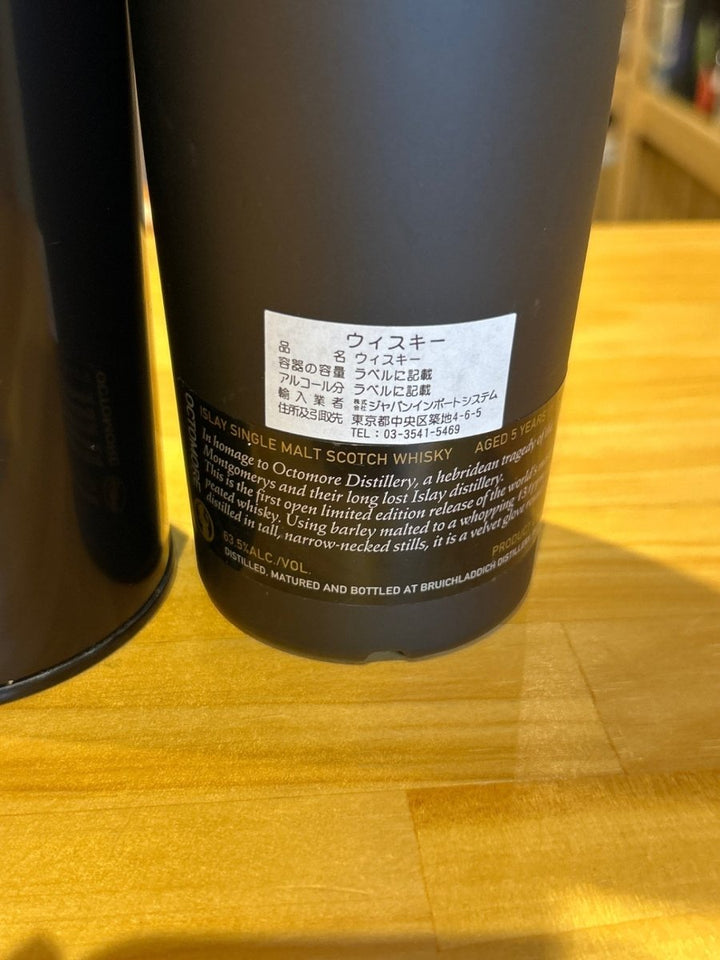 ウィスキー
品 名 ウィスキー
容器の容量 ラベルに記載
アルコール分 ラベルに記載
輸入業者 株式会社ジャパンインポートシステム
住所及引取先 東京都中央区築地4-6-5
TEL：03-3541-5469
OCTOMORE
ISLAY SINGLE MALT SCOTCH WHISKY AGED 5 YEARS
In homage to Octomore Distillery, a hebridean tragedy of the
Montgomerys and their long lost Islay distillery.
This is the first open limited edition release of the world's
peated whisky. Using barley malted to a whopping 131
distilled in tall, narrow-necked stills, it is a velvet glove
63.5%ALC./VOL.
PRODUCT
DISTILLED, MATURED AND BOTTLED AT BRUICHLADDICH DISTILLERY